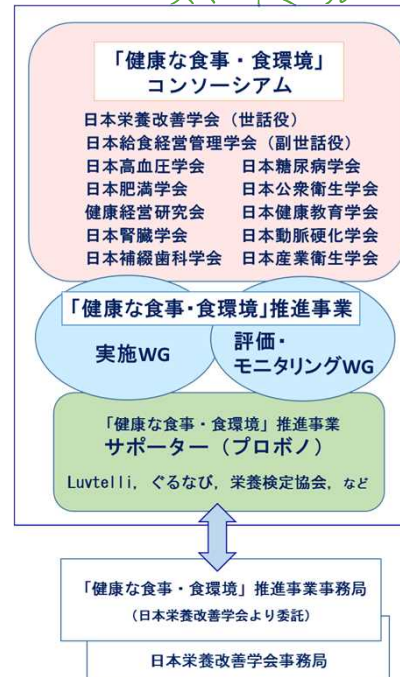 「健康な食事・食環境」
コンソーシアム
日本栄養改善学会（世話役）
日本給食経営管理学会（副世話役）
日本高血圧学会 日本糖尿病学会
日本肥満学会 日本公衆衛生学会
健康経営研究会 日本健康教育学会
日本腎臓学会 日本動脈硬化学会
日本補綴歯科学会 日本産業衛生学会
「健康な食事・食環境」推進事業
実施WG
評価・
モニタリングWG
「健康な食事・食環境」推進事業
サポーター（プロボノ）
Luvtelli, ぐるなび, 栄養検定協会, など
「健康な食事・食環境」推進事業事務局
（日本栄養改善学会より委託）
日本栄養改善学会事務局